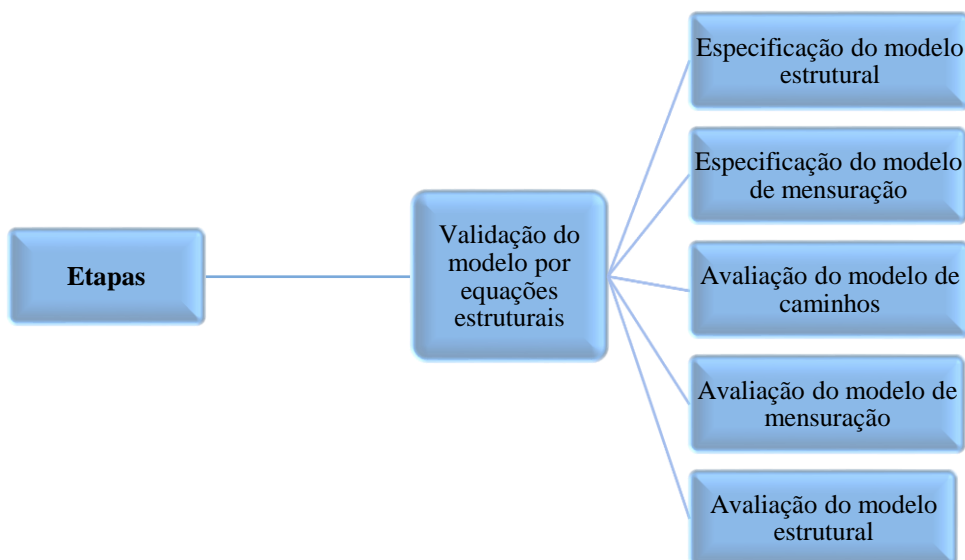 Etapas
Validação do
modelo por
equações
estruturais
Especificação do modelo
estrutural
Especificação do modelo
de mensuração
Avaliação do modelo de
caminhos
Avaliação do modelo de
mensuração
Avaliação do modelo
estrutural